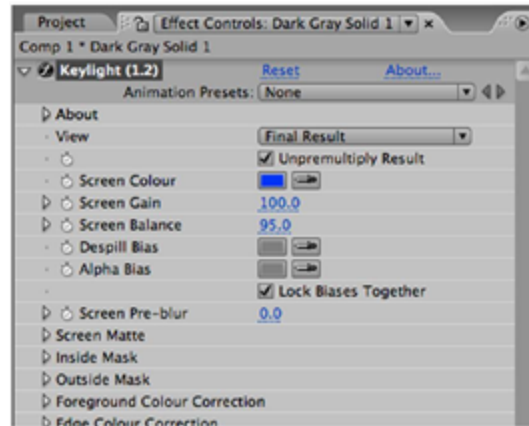 Project Effect Controls: Dark Gray Solid 1
Comp 1 * Dark Gray Solid 1
Keylight (1.2) Reset About...
Animation Presets: None
About
View Final Result
Unpremultiply Result
Screen Colour
Screen Gain 100.0
Screen Balance 95.0
Despill Bias
Alpha Bias
Lock Biases Together
Screen Pre-blur 0.0
Screen Matte
Inside Mask
Outside Mask
Foreground Colour Correction
Edge Colour Correction